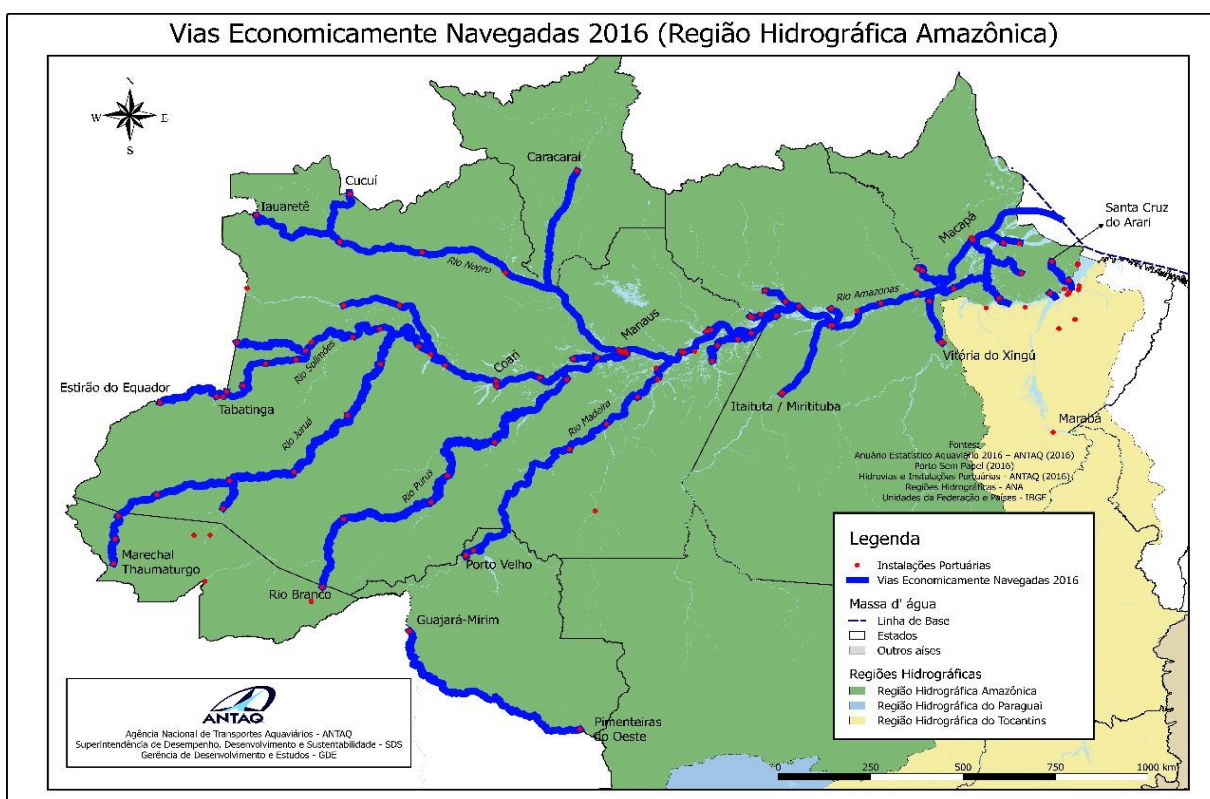 Vias Economicamente Navegadas 2016 (Região Hidrográfica Amazônica)
N
W E
S
Caracaraí
Cucuí
Iauaretê
Santa Cruz
do Arari
Macapá
Rio Negro
Rio Amazonas
Manaus
Rio Solimões
Coari
Vitória do Xingú
Estirão do Equador
Tabatinga
Itaituta / Miritituba
Rio Madeira
Rio Juruá
Marabá
Rio Purus
Fontes:
Anuário Estatístico Aquaviário 2016 – ANTAQ (2016)
Porto Sem Papel (2016)
Hidrovias e Instalações Portuárias - ANTAQ (2016)
Regiões Hidrográficas - ANA
Unidades da Federação e Países - IBGE
Marechal
Thaumaturgo
Porto Velho
Rio Branco
Guajará-Mirim
Pimenteiras
do Oeste
Legenda
Instalações Portuárias
Vias Economicamente Navegadas 2016
Massa d' água
Linha de Base
Estados
Outros aíses
Regiões Hidrográficas
Região Hidrográfica Amazônica
Região Hidrográfica do Paraguai
Região Hidrográfica do Tocantins
ANTAQ
Agência Nacional de Transportes Aquaviários - ANTAQ
Superintendência de Desempenho, Desenvolvimento e Sustentabilidade - SDS
Gerência de Desenvolvimento e Estudos - GDE
0 250 500 750 1000 km